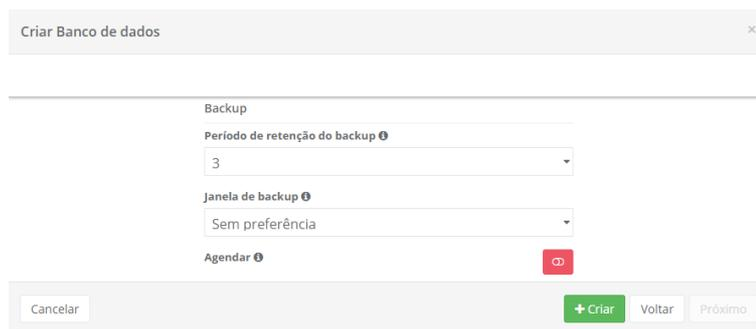 Criar Banco de dados
×
Backup
Período de retenção do backup
3
Janela de backup
Sem preferência
Agendar
Cancelar
+ Criar
Voltar
Próximo